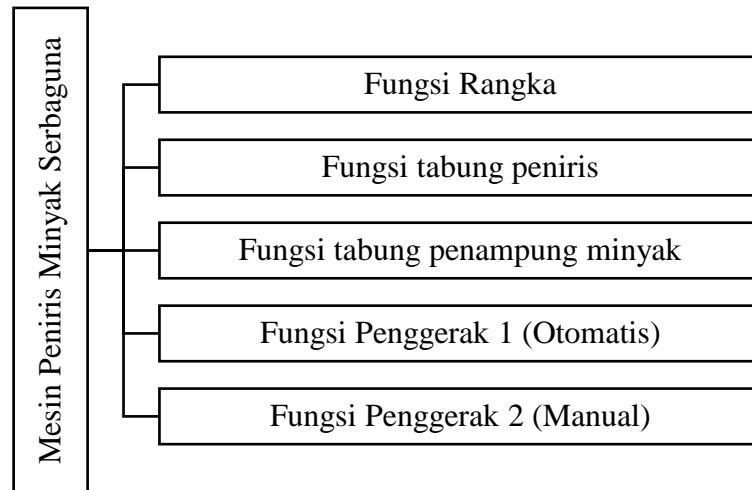 Mesin Peniris Minyak Serbaguna
Fungsi Rangka
Fungsi tabung peniris
Fungsi tabung penampung minyak
Fungsi Penggerak 1 (Otomatis)
Fungsi Penggerak 2 (Manual)